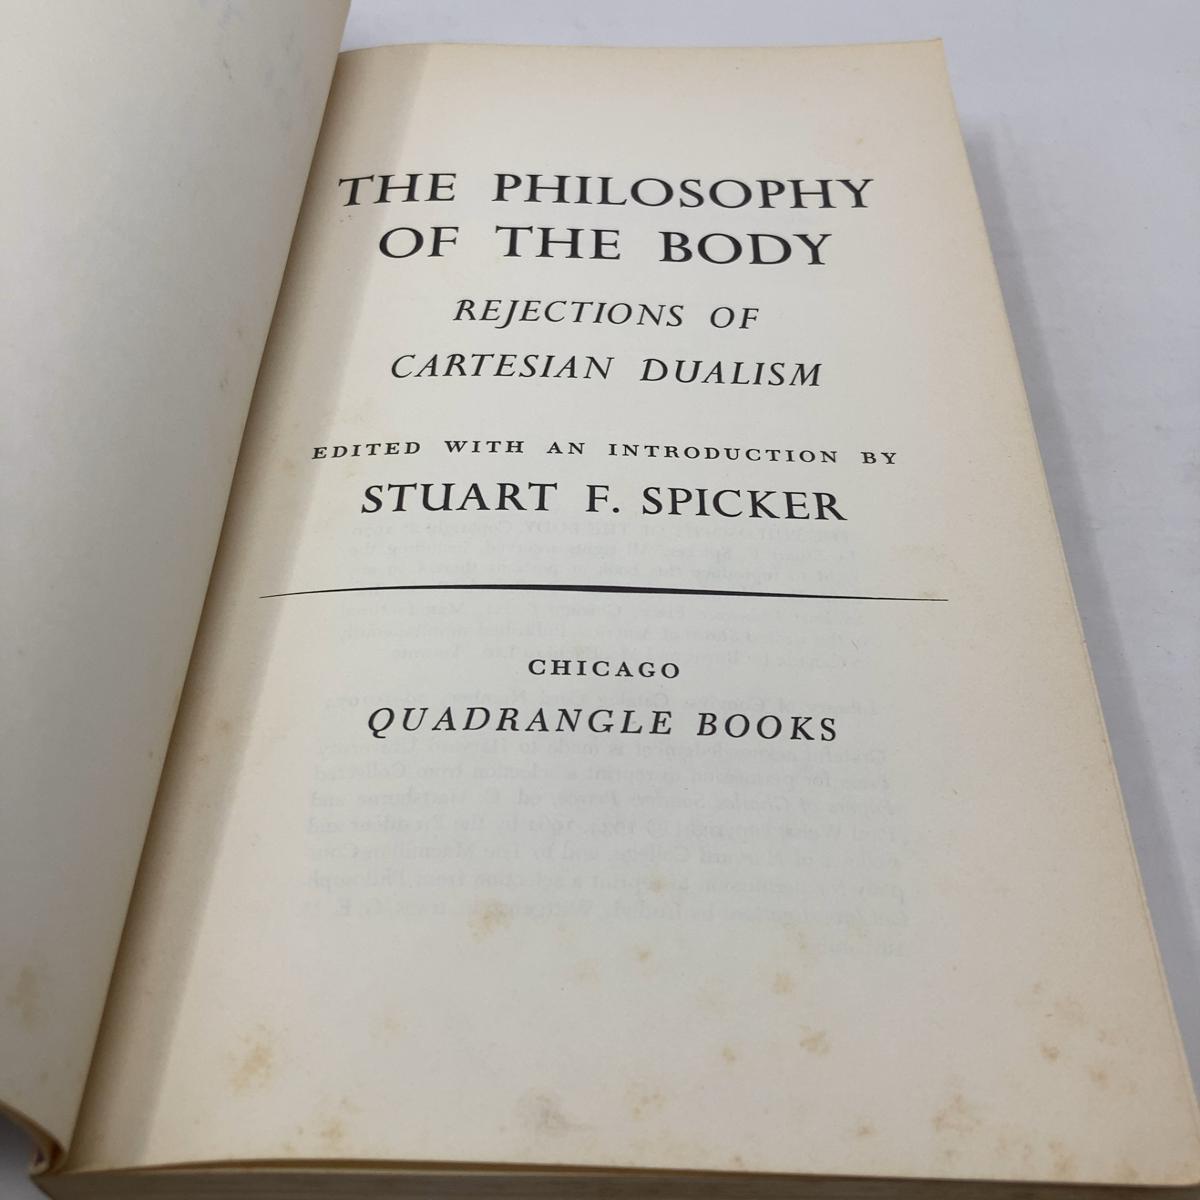 THE PHILOSOPHY
OF THE BODY
REJECTIONS OF
CARTESIAN DUALISM
EDITED WITH AN INTRODUCTION BY
STUART F. SPICKER
CHICAGO
QUADRANGLE BOOKS